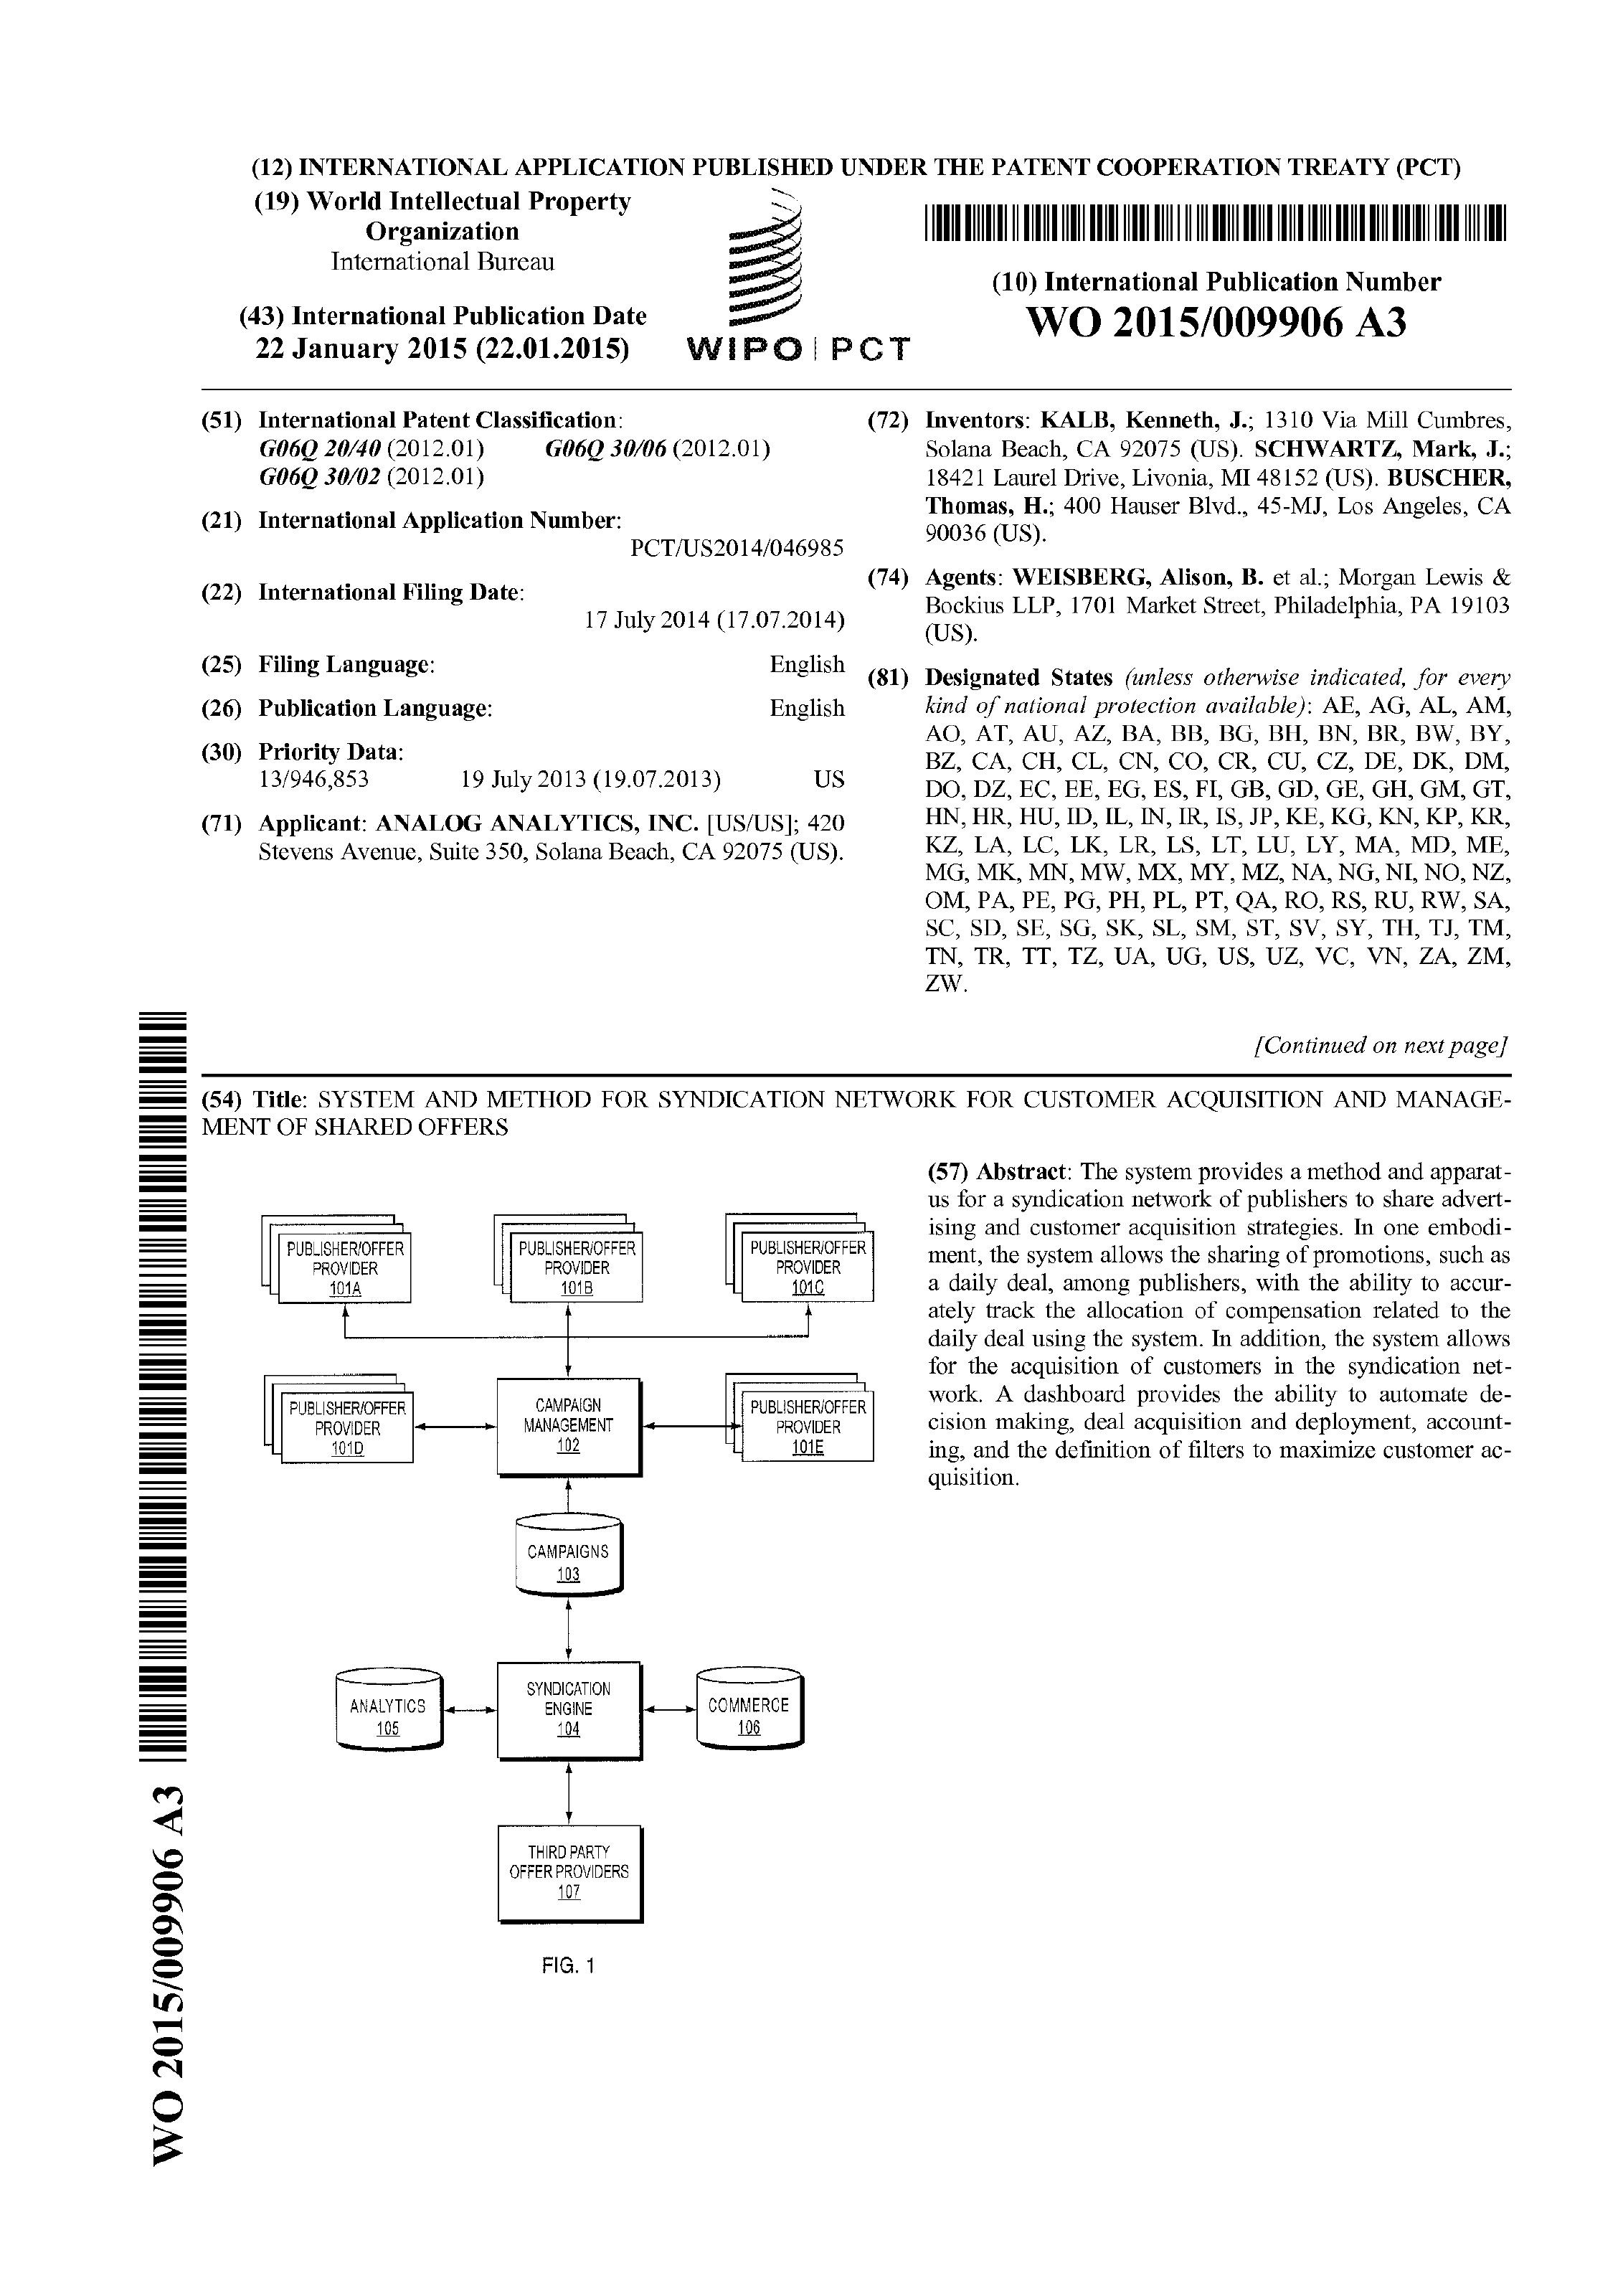 (12) INTERNATIONAL APPLICATION PUBLISHED UNDER THE PATENT COOPERATION TREATY (PCT)
(19) World Intellectual Property
Organization
International Bureau
(43) International Publication Date
22 January 2015 (22.01.2015)
WIPO | PCT
(10) International Publication Number
WO 2015/009906 A3
(51) International Patent Classification:
G06Q 20/40 (2012.01) G06Q 30/06 (2012.01)
G06Q 30/02 (2012.01)
(21) International Application Number:
PCT/US2014/046985
(22) International Filing Date:
17 July 2014 (17.07.2014)
(25) Filing Language: English
(26) Publication Language: English
(30) Priority Data:
13/946,853 19 July 2013 (19.07.2013) US
(71) Applicant: ANALOG ANALYTICS, INC. [US/US]; 420
Stevens Avenue, Suite 350, Solana Beach, CA 92075 (US).
(72) Inventors: KALB, Kenneth, J.; 1310 Via Mill Cumbres,
Solana Beach, CA 92075 (US). SCHWARTZ, Mark, J.;
18421 Laurel Drive, Livonia, MI 48152 (US). BUSCHER,
Thomas, H.; 400 Hauser Blvd., 45-MJ, Los Angeles, CA
90036 (US).
(74) Agents: WEISBERG, Alison, B. et al.; Morgan Lewis &
Bockius LLP, 1701 Market Street, Philadelphia, PA 19103
(US).
(81) Designated States (unless otherwise indicated, for every
kind of national protection available): AE, AG, AL, AM,
AO, AT, AU, AZ, BA, BB, BG, BH, BN, BR, BW, BY,
BZ, CA, CH, CL, CN, CO, CR, CU, CZ, DE, DK, DM,
DO, DZ, EC, EE, EG, ES, FI, GB, GD, GE, GH, GM, GT,
HN, HR, HU, ID, IL, IN, IR, IS, JP, KE, KG, KN, KP, KR,
KZ, LA, LC, LK, LR, LS, LT, LU, LY, MA, MD, ME,
MG, MK, MN, MW, MX, MY, MZ, NA, NG, NI, NO, NZ,
OM, PA, PE, PG, PH, PL, PT, QA, RO, RS, RU, RW, SA,
SC, SD, SE, SG, SK, SL, SM, ST, SV, SY, TH, TJ, TM,
TN, TR, TT, TZ, UA, UG, US, UZ, VC, VN, ZA, ZM,
ZW.
[Continued on next page]
(54) Title: SYSTEM AND METHOD FOR SYNDICATION NETWORK FOR CUSTOMER ACQUISITION AND MANAGE-
MENT OF SHARED OFFERS
PUBLISHER/OFFER
PROVIDER
101A
PUBLISHER/OFFER
PROVIDER
101B
PUBLISHER/OFFER
PROVIDER
101C
PUBLISHER/OFFER
PROVIDER
101D
CAMPAIGN
MANAGEMENT
102
PUBLISHER/OFFER
PROVIDER
101E
CAMPAIGNS
103
ANALYTICS
105
SYNDICATION
ENGINE
104
COMMERCE
106
THIRD PARTY
OFFER PROVIDERS
107
FIG. 1
(57) Abstract: The system provides a method and apparat-
us for a syndication network of publishers to share advert-
ising and customer acquisition strategies. In one embodi-
ment, the system allows the sharing of promotions, such as
a daily deal, among publishers, with the ability to accur-
ately track the allocation of compensation related to the
daily deal using the system. In addition, the system allows
for the acquisition of customers in the syndication net-
work. A dashboard provides the ability to automate de-
cision making, deal acquisition and deployment, account-
ing, and the definition of filters to maximize customer ac-
quisition.
WO 2015/009906 A3